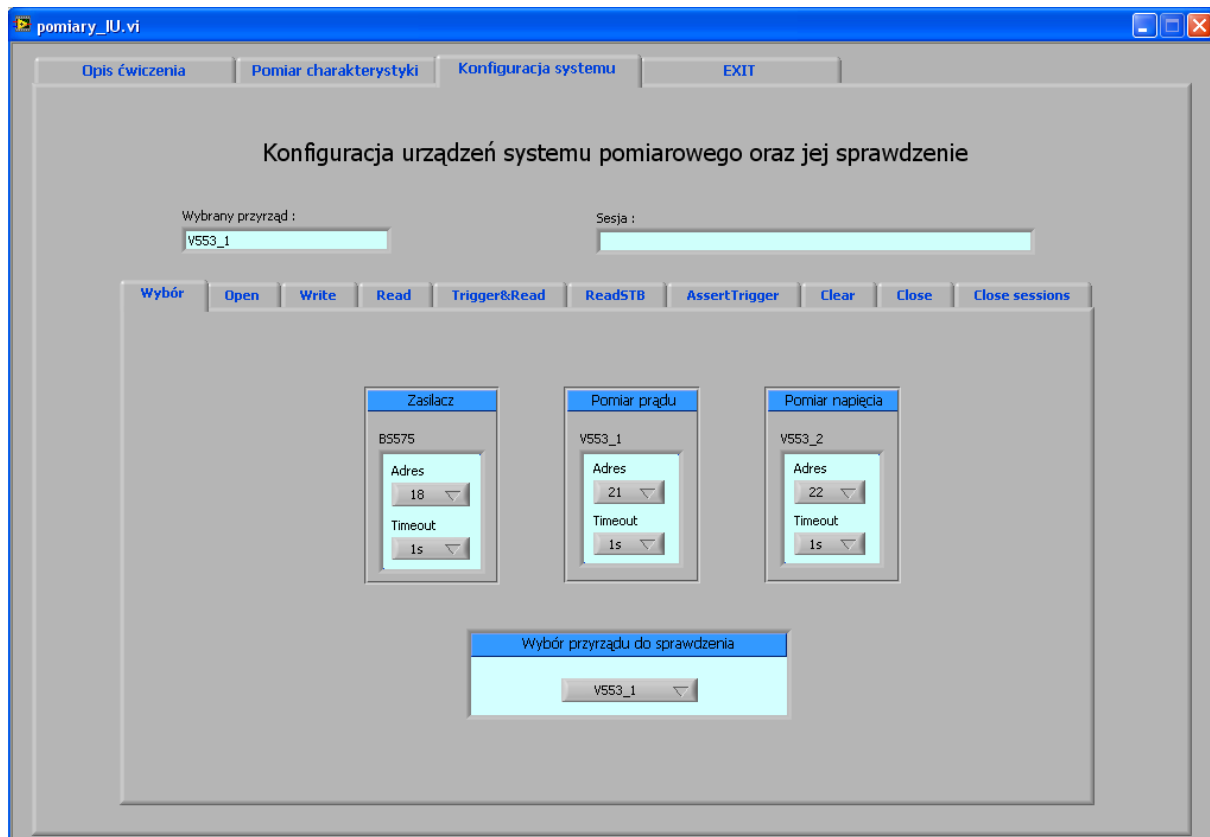 pomiary_IU.vi
Opis ćwiczenia Pomiar charakterystyki Konfiguracja systemu EXIT
Konfiguracja urządzeń systemu pomiarowego oraz jej sprawdzenie
Wybrany przyrząd : Sesja :
V553_1
Wybór Open Write Read Trigger&Read ReadSTB AssertTrigger Clear Close Close sessions
Zasilacz Pomiar prądu Pomiar napięcia
BS575 V553_1 V553_2
Adres Adres Adres
18 21 22
Timeout Timeout Timeout
1s 1s 1s
Wybór przyrządu do sprawdzenia
V553_1